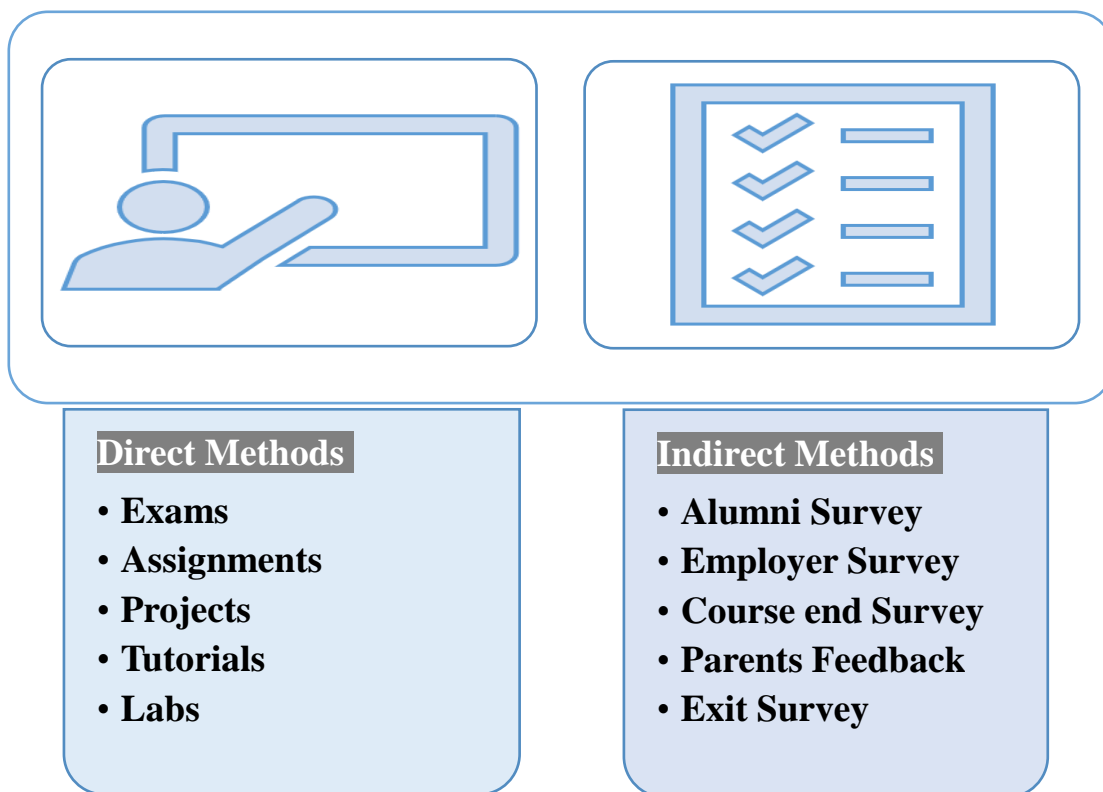 Direct Methods
• Exams
• Assignments
• Projects
• Tutorials
• Labs
Indirect Methods
• Alumni Survey
• Employer Survey
• Course end Survey
• Parents Feedback
• Exit Survey